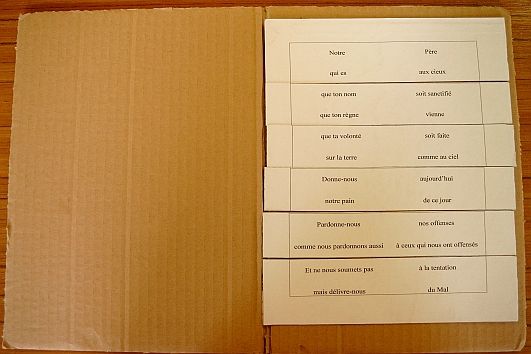 Notre Père
qui es aux cieux
que ton nom soit sanctifié
que ton règne vienne
que ta volonté soit faite
sur la terre comme au ciel
Donne-nous aujourd'hui
notre pain de ce jour
Pardonne-nous nos offenses
comme nous pardonnons aussi à ceux qui nous ont offensés
Et ne nous soumets pas à la tentation
mais délivre-nous du Mal